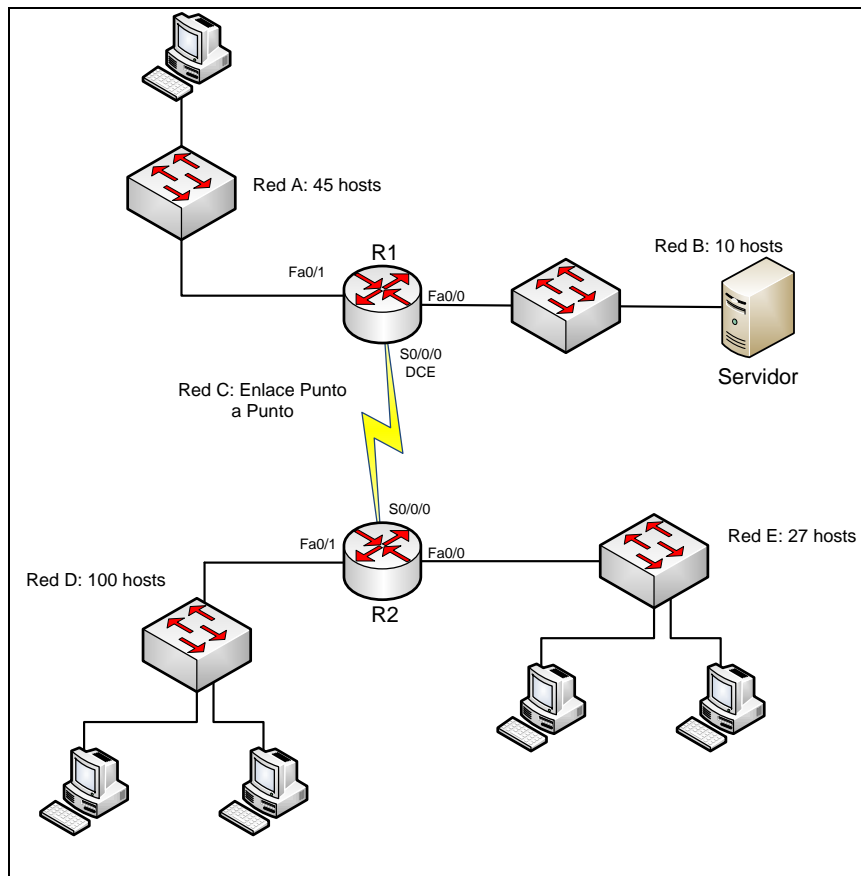 Red A: 45 hosts
R1
Red B: 10 hosts
Fa0/1
Fa0/0
S0/0/0
DCE
Servidor
Red C: Enlace Punto
a Punto
S0/0/0
Fa0/1
Fa0/0
Red E: 27 hosts
Red D: 100 hosts
R2